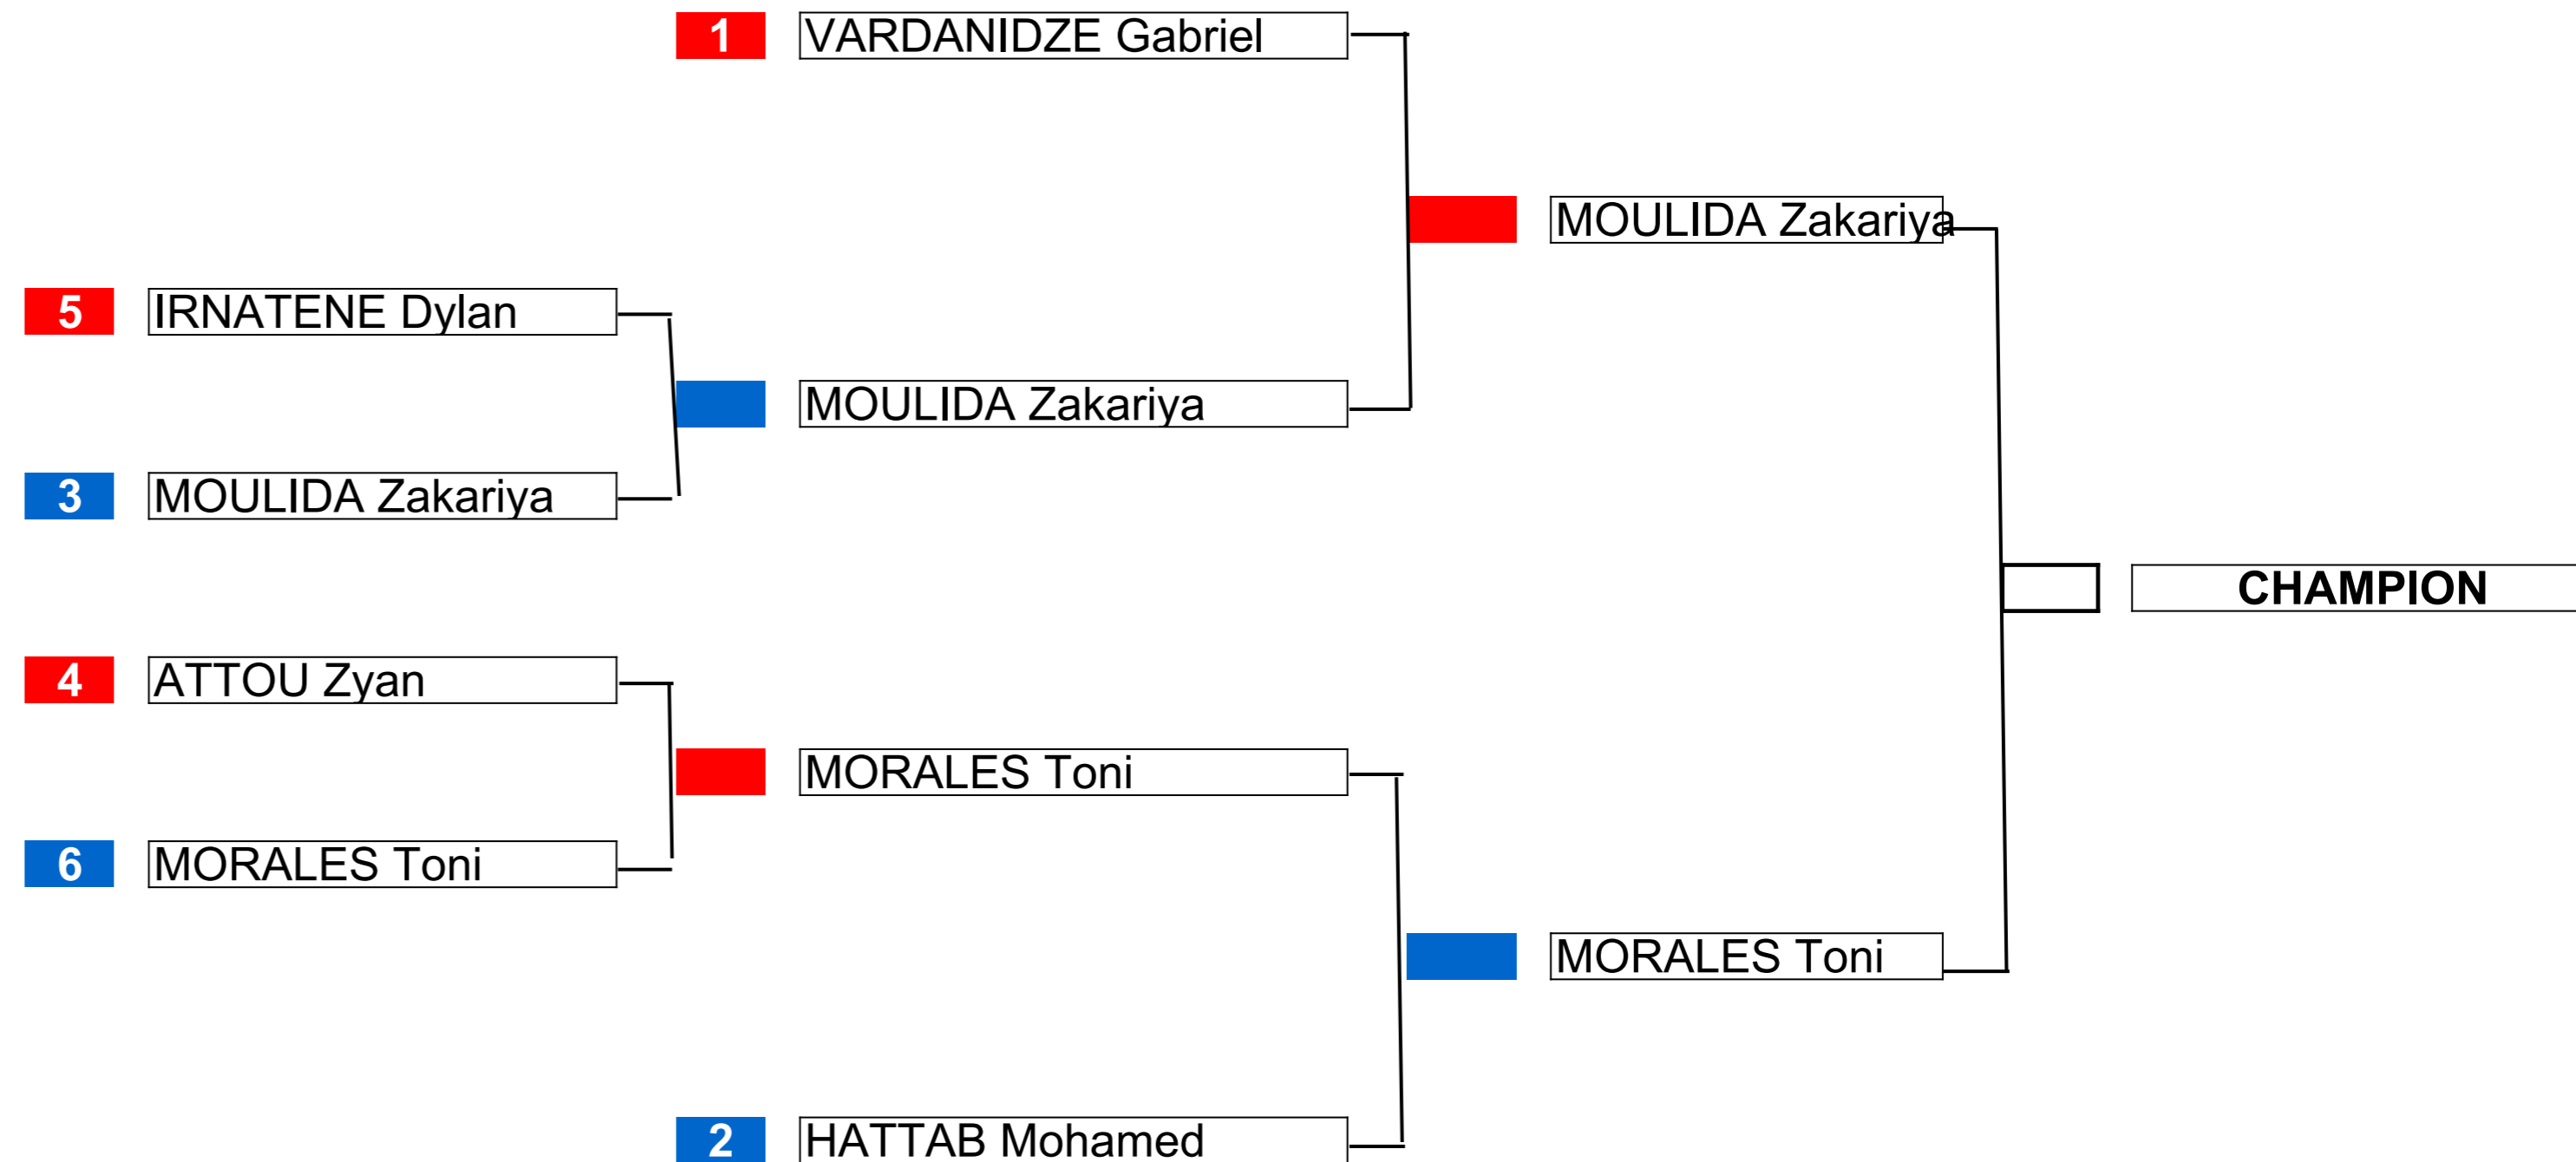 1 VARDANIDZE Gabriel
MOULIDA Zakariya
5 IRNATENE Dylan
MOULIDA Zakariya
3 MOULIDA Zakariya
CHAMPION
4 ATTOU Zyan
MORALES Toni
6 MORALES Toni
MORALES Toni
2 HATTAB Mohamed